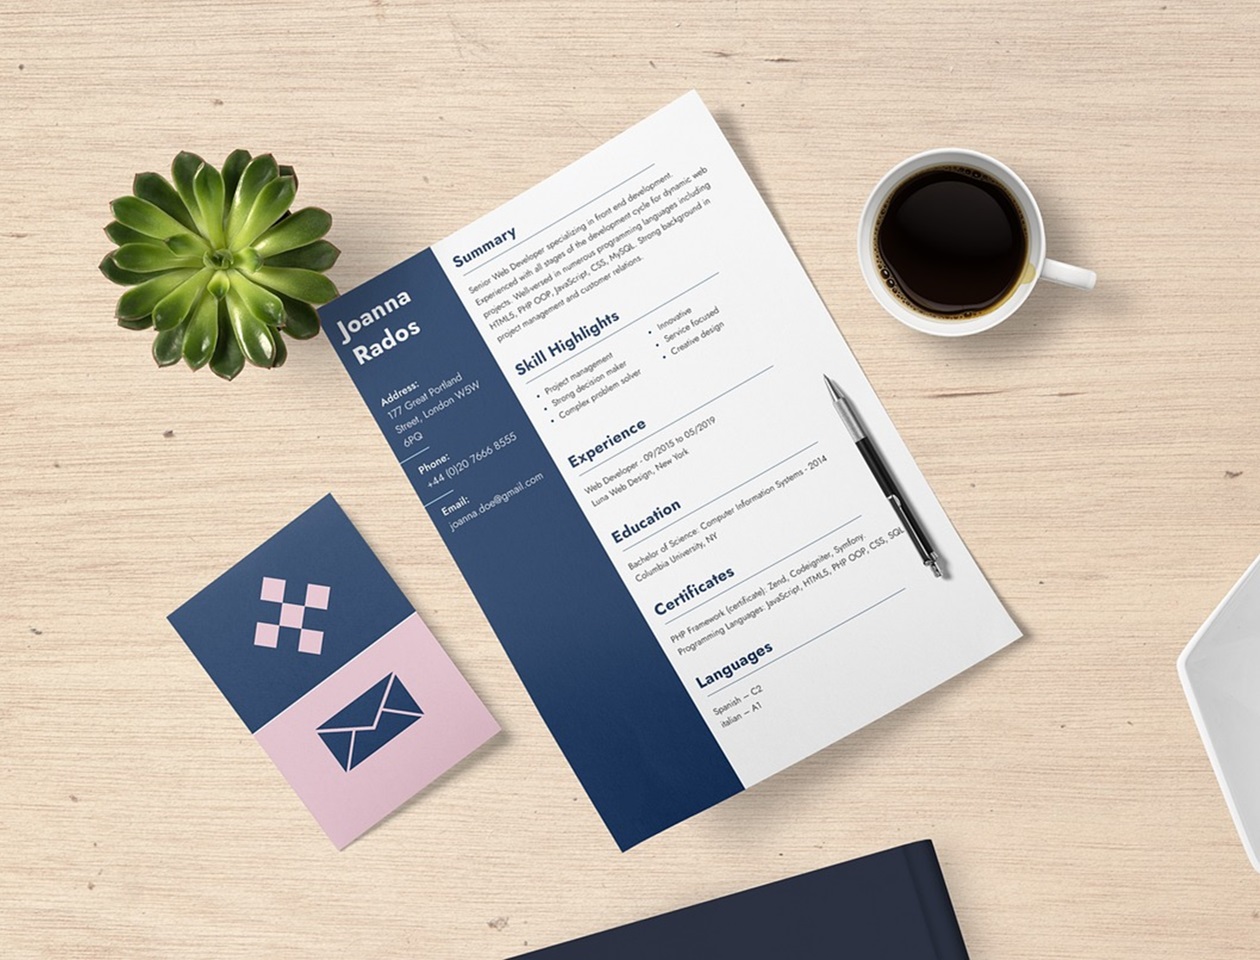 Joanna
Rados
Address:
177 Great Portland
Street, London W5W
6PQ
Phone:
+44 (0)20 7666 8555
Email:
joanna.doe@gmail.com
Summary
Senior Web Developer specializing in front end development.
Experienced with all stages of the development cycle for dynamic web
projects. Well-versed in numerous programming languages including
HTML5, PHP OOP, JavaScript, CSS, MySQL. Strong background in
project management and customer relations.
Skill Highlights
• Project management
• Strong decision maker
• Complex problem solver
• Innovative
• Service focused
• Creative design
Experience
Web Developer - 09/2015 to 05/2019
Luna Web Design, New York
Education
Bachelor of Science: Computer Information Systems - 2014
Columbia University, NY
Certificates
PHP Framework (certificate): Zend, Codeigniter, Symfony.
Programming Languages: JavaScript, HTML5, PHP OOP, CSS, SQL
Languages
Spanish – C2
italian – A1